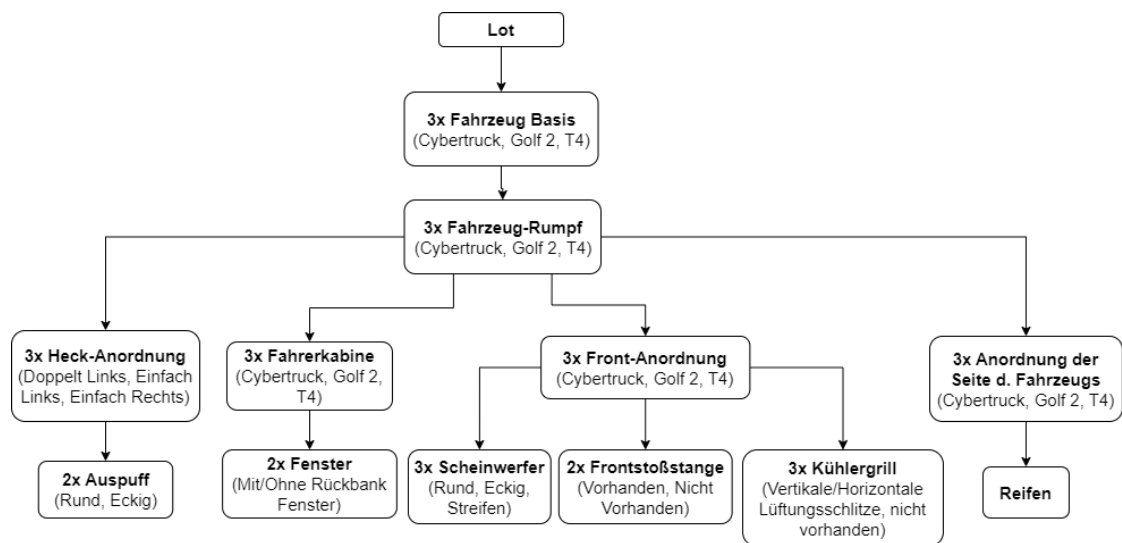 Lot
3x Fahrzeug Basis
(Cybertruck, Golf 2, T4)
3x Fahrzeug-Rumpf
(Cybertruck, Golf 2, T4)
3x Heck-Anordnung
(Doppelt Links, Einfach
Links, Einfach Rechts)
3x Fahrerkabine
(Cybertruck, Golf 2,
T4)
3x Front-Anordnung
(Cybertruck, Golf 2, T4)
3x Anordnung der
Seite d. Fahrzeugs
(Cybertruck, Golf 2, T4)
2x Auspuff
(Rund, Eckig)
2x Fenster
(Mit/Ohne Rückbank
Fenster)
3x Scheinwerfer
(Rund, Eckig,
Streifen)
2x Frontstoßstange
(Vorhanden, Nicht
Vorhanden)
3x Kühlergrill
(Vertikale/Horizontale
Lüftungsschlitze, nicht
vorhanden)
Reifen